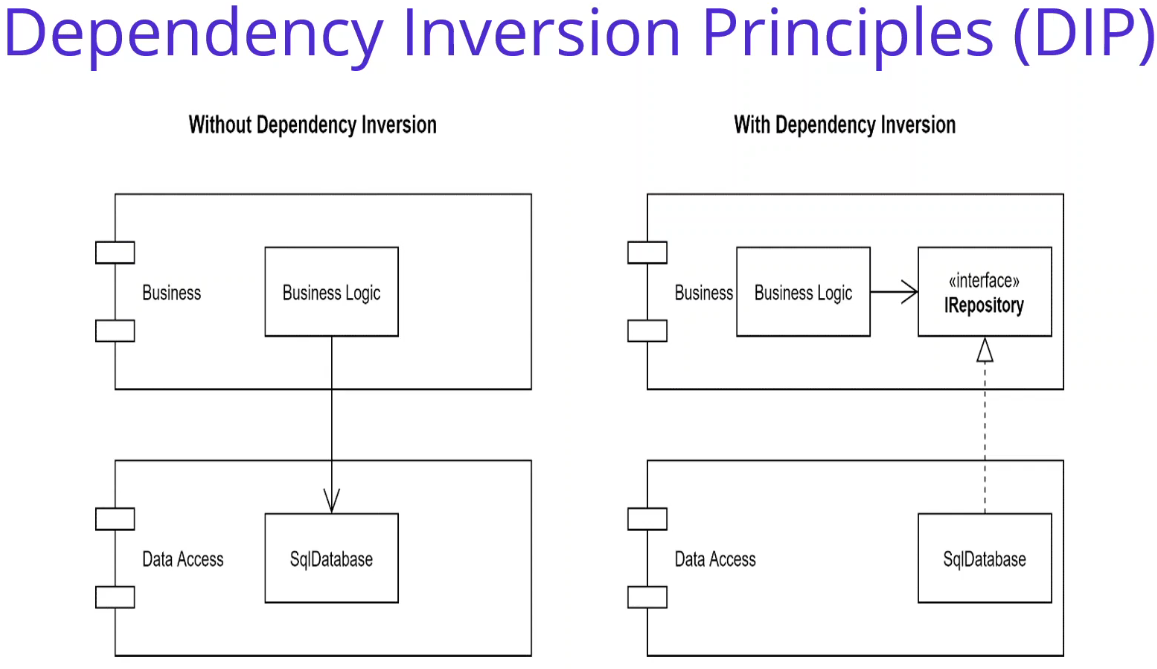 Dependency Inversion Principles (DIP)
Without Dependency Inversion
Business
Business Logic
Data Access
SqlDatabase
With Dependency Inversion
Business
Business Logic
«interface»
IRepository
Data Access
SqlDatabase